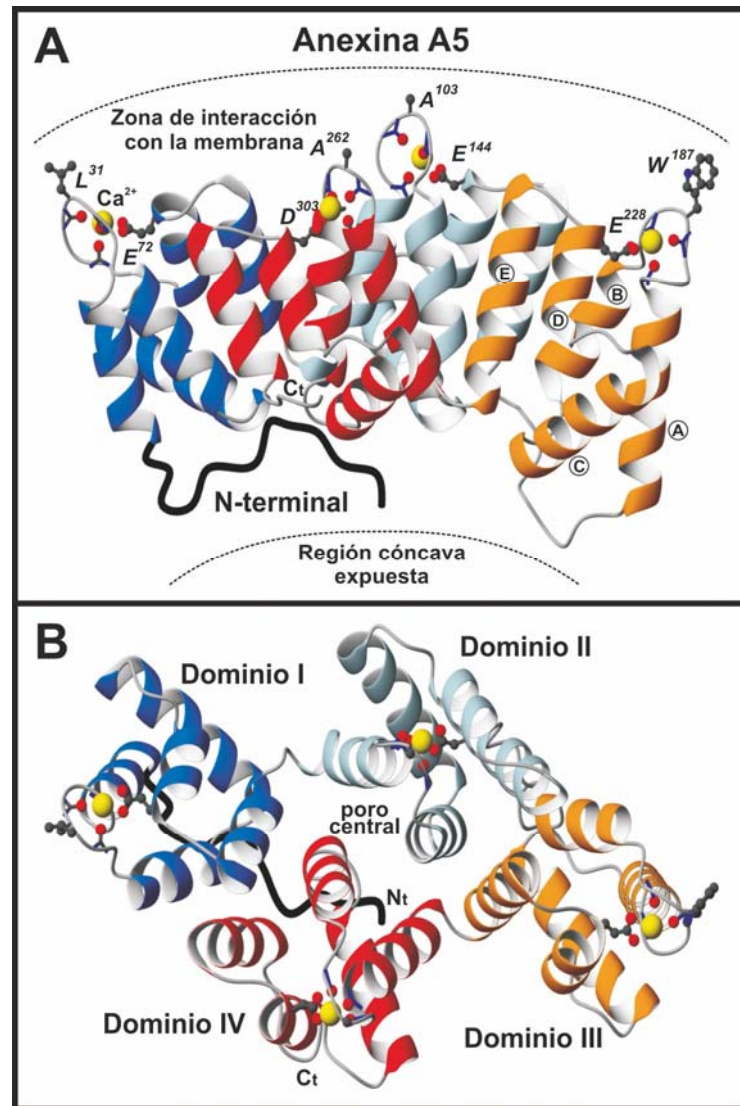 A
Anexina A5
Zona de interacción
con la membrana
A¹⁰³
A²⁶²
E¹⁴⁴
W¹⁸⁷
L³¹
Ca²⁺
D³⁰³
E²²⁸
E⁷²
E
B
D
Ct
A
C
N-terminal
Región cóncava
expuesta
B
Dominio I
Dominio II
poro
central
Nt
Dominio IV
Dominio III
Ct